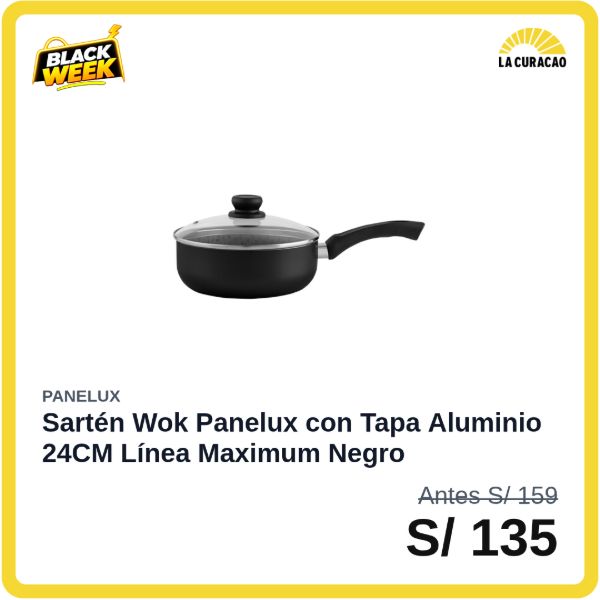 BLACK
WEEK
LA CURACAO
PANELUX
Sartén Wok Panelux con Tapa Aluminio
24CM Línea Maximum Negro
Antes S/ 159
S/ 135